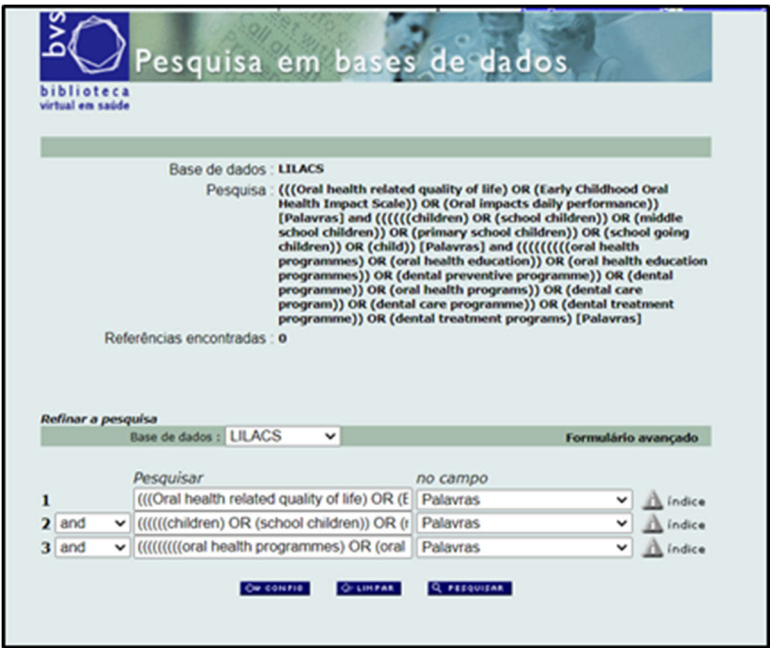 bvs
Pesquisa em bases de dados
biblioteca
virtual em saúde
Base de dados : LILACS
Pesquisa : (((Oral health related quality of life) OR (Early Childhood Oral
Health Impact Scale)) OR (Oral impacts daily performance))
[Palavras] and ((((((children) OR (school children)) OR (middle
school children)) OR (primary school children)) OR (school going
children)) OR (child)) [Palavras] and (((((((((oral health
programmes) OR (oral health education)) OR (oral health education
programmes)) OR (dental preventive programme)) OR (dental
programme)) OR (oral health programs)) OR (dental care
program)) OR (dental care programme)) OR (dental treatment
programme)) OR (dental treatment programs) [Palavras]
Referências encontradas : 0
Refinar a pesquisa
Base de dados : LILACS Formulário avançado
Pesquisar no campo
1 (((Oral health related quality of life) OR (E Palavras índice
2 and ((((((children) OR (school children)) OR (r Palavras índice
3 and (((((((((oral health programmes) OR (oral Palavras índice
CONFIG LIMPAR PESQUISAR